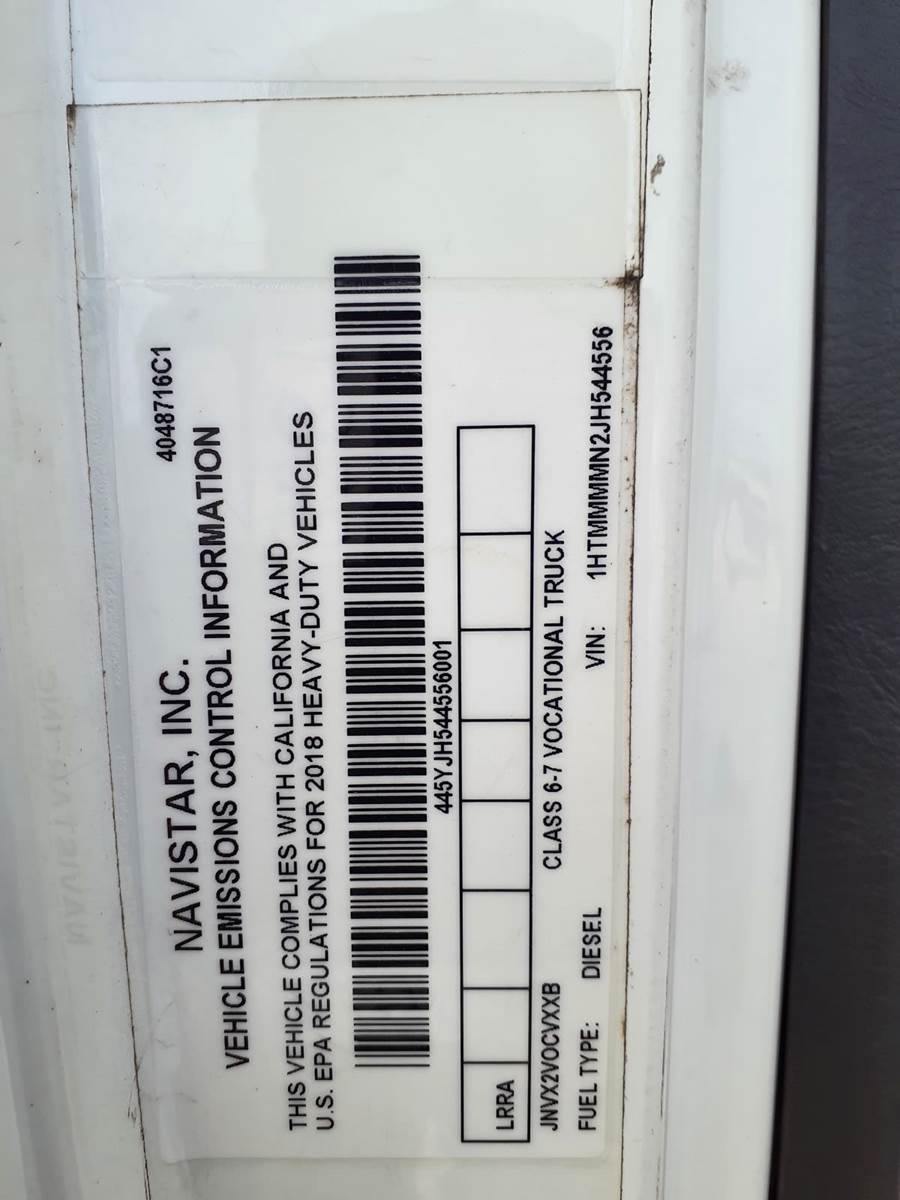 4048716C1
NAVISTAR, INC.
VEHICLE EMISSIONS CONTROL INFORMATION
THIS VEHICLE COMPLIES WITH CALIFORNIA AND
U.S. EPA REGULATIONS FOR 2018 HEAVY-DUTY VEHICLES
445YJH544556001
LRRA
JNVX2VOCVXXB CLASS 6-7 VOCATIONAL TRUCK
FUEL TYPE: DIESEL VIN: 1HTMMMMN2JH544556